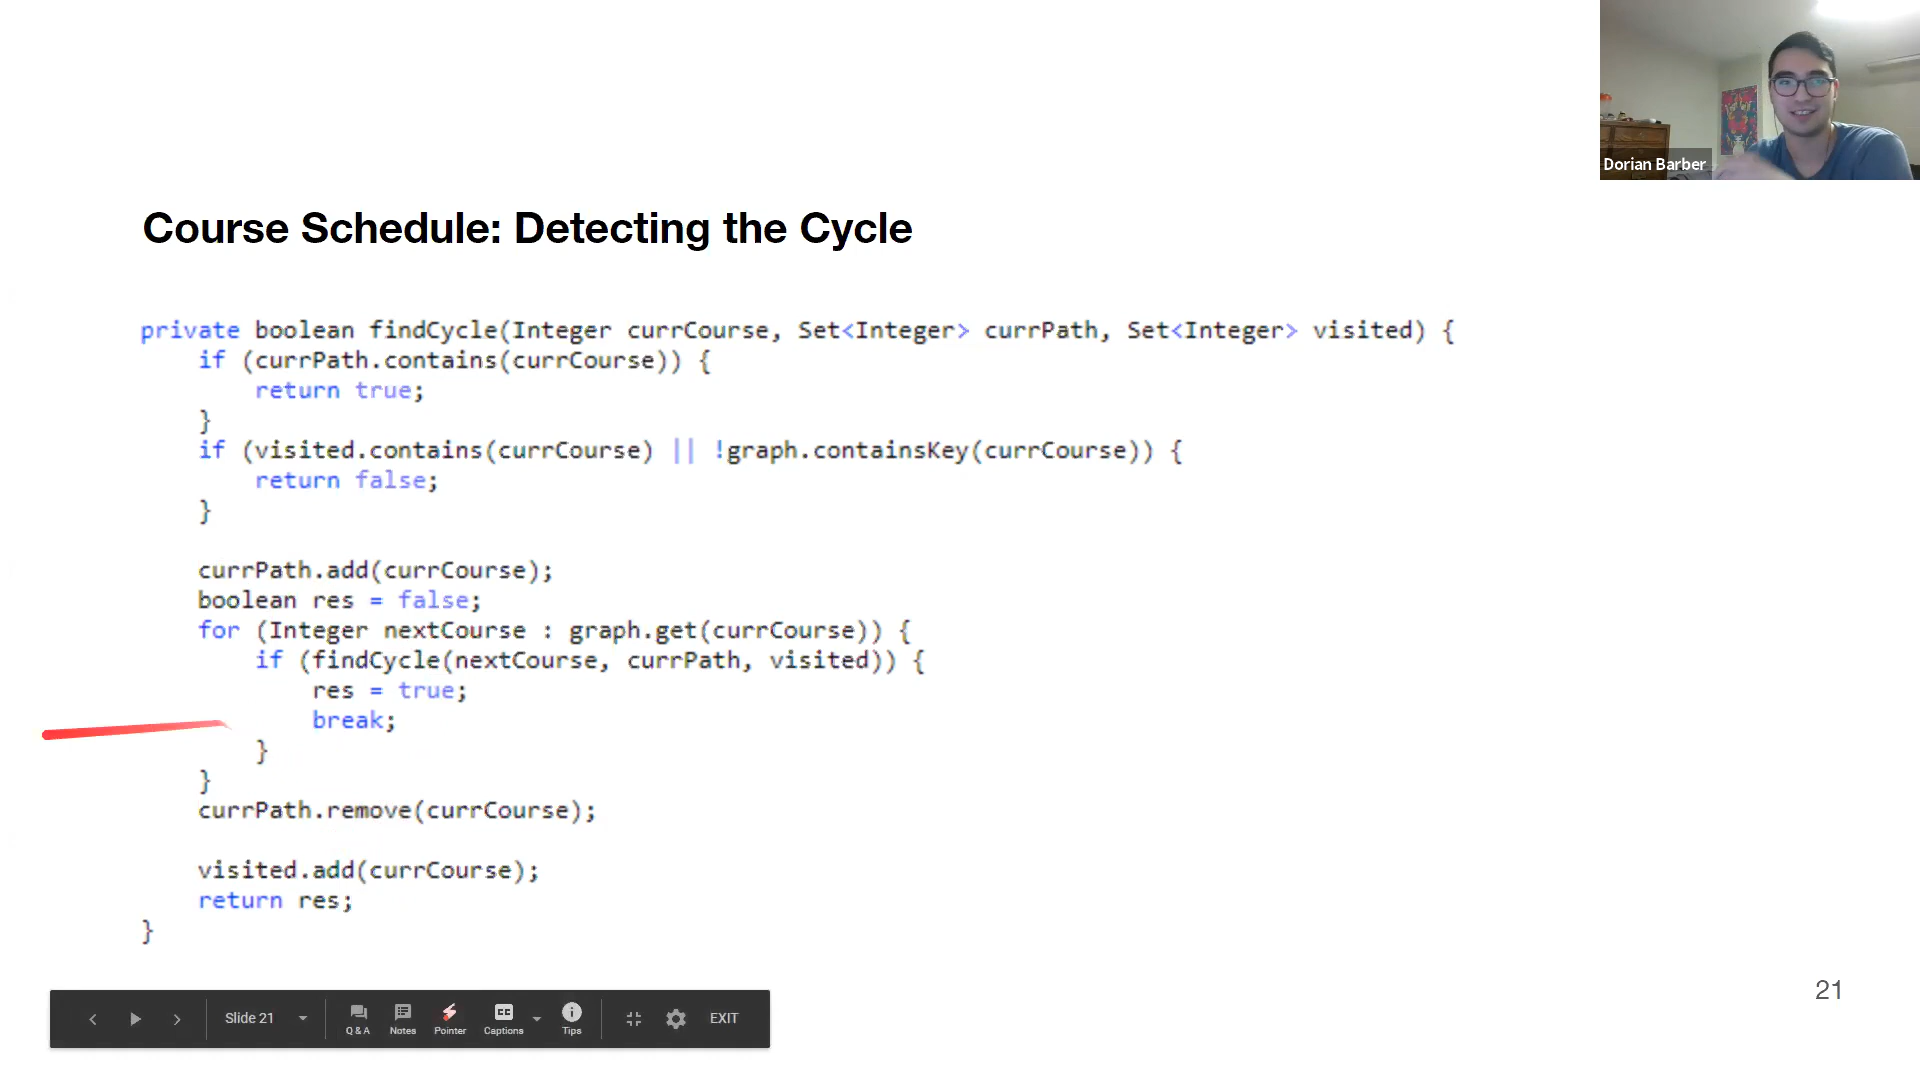 Dorian Barber
Course Schedule: Detecting the Cycle
private boolean findCycle(Integer currCourse, Set<Integer> currPath, Set<Integer> visited) {
    if (currPath.contains(currCourse)) {
        return true;
    }
    if (visited.contains(currCourse) || !graph.containsKey(currCourse)) {
        return false;
    }
    currPath.add(currCourse);
    boolean res = false;
    for (Integer nextCourse : graph.get(currCourse)) {
        if (findCycle(nextCourse, currPath, visited)) {
            res = true;
            break;
        }
    }
    currPath.remove(currCourse);
    visited.add(currCourse);
    return res;
}
21
Slide 21
Q & A
Notes
Pointer
CC
Captions
Tips
EXIT